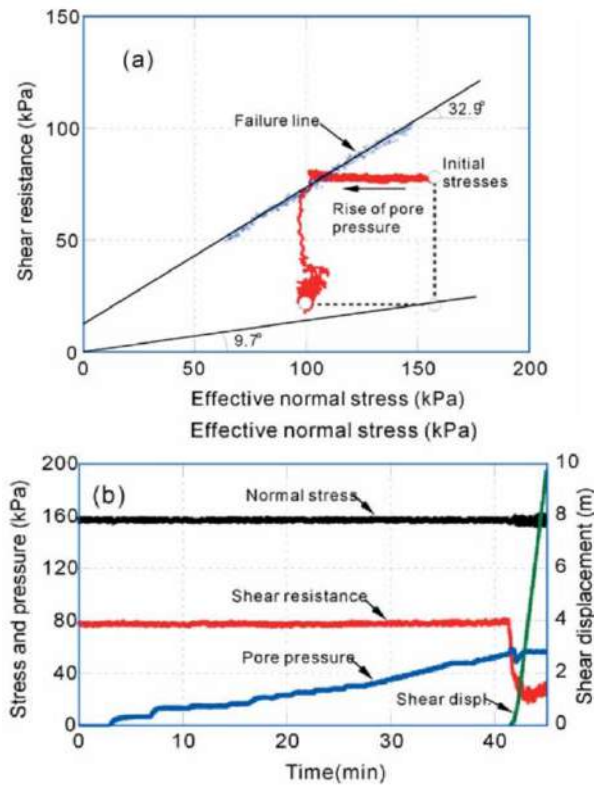 (a)
Shear resistance (kPa)
150
100
50
0
Failure line
32.9°
Initial
stresses
Rise of pore
pressure
9.7°
0 50 100 150 200
Effective normal stress (kPa)
Effective normal stress (kPa)
(b)
Stress and pressure (kPa)
200
160
120
80
40
0
Normal stress
Shear resistance
Pore pressure
Shear displ.
10
8
6
4
2
0
Shear displacement (m)
0 10 20 30 40
Time(min)